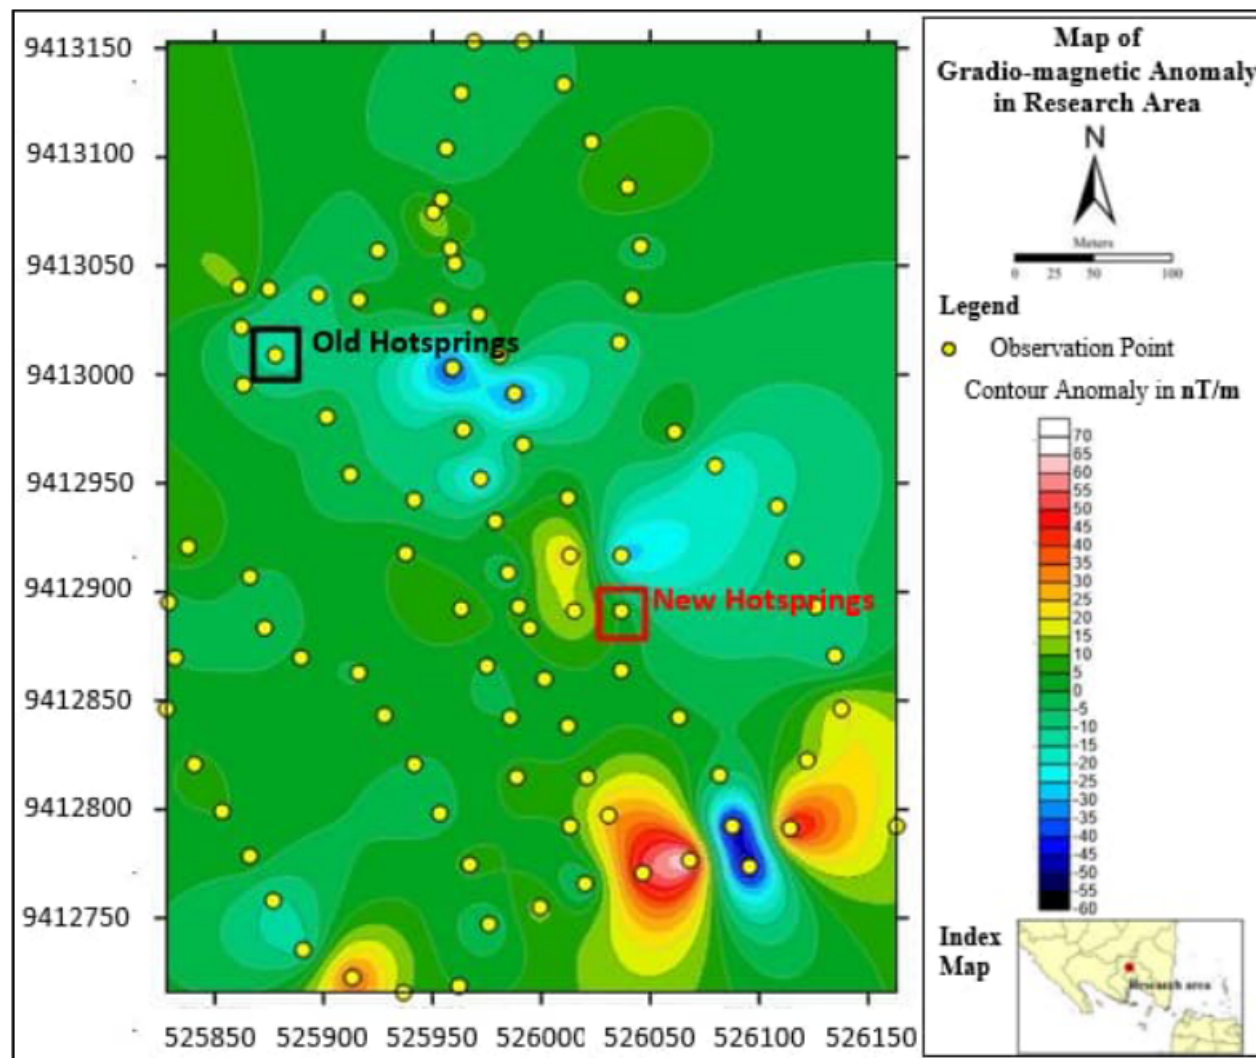 9413150
9413100
9413050
9413000
9412950
9412900
9412850
9412800
9412750
525850 525900 525950 526000 526050 526100 526150
Old Hotsprings
New Hotsprings
Map of
Gradio-magnetic Anomaly
in Research Area
N
Meters
0 25 50 100
Legend
Observation Point
Contour Anomaly in nT/m
70
65
60
55
50
45
40
35
30
25
20
15
10
5
0
-5
-10
-15
-20
-25
-30
-35
-40
-45
-50
-55
-60
Index
Map
Research area